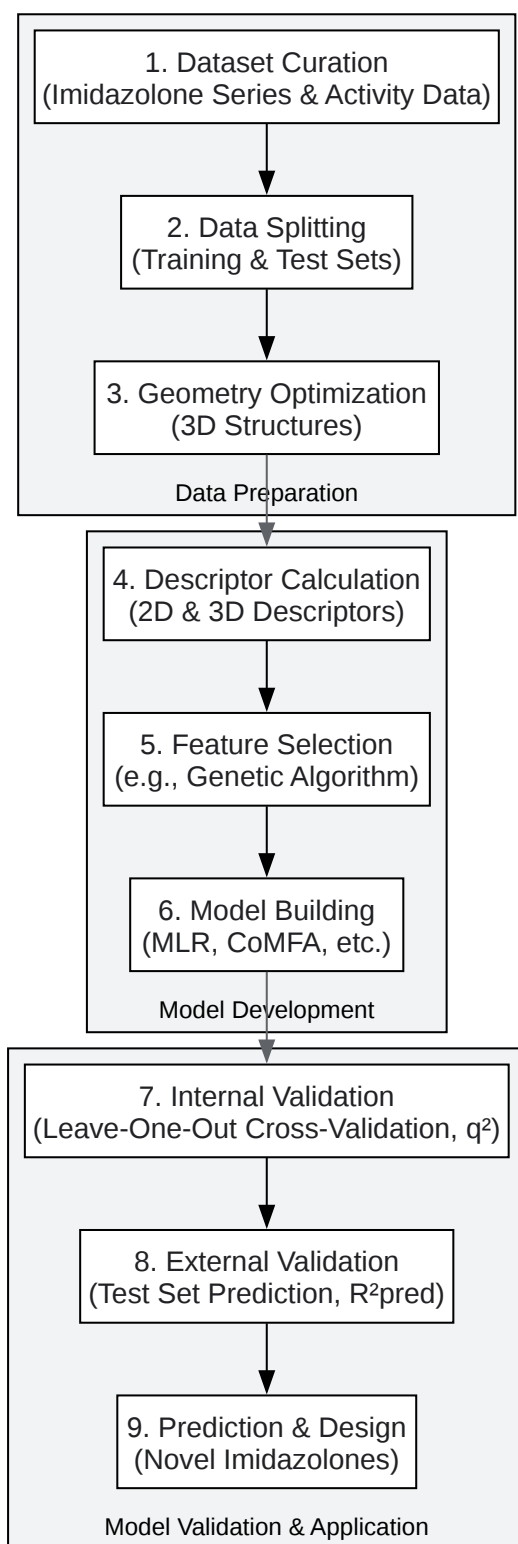 1. Dataset Curation
(Imidazolone Series & Activity Data)
2. Data Splitting
(Training & Test Sets)
3. Geometry Optimization
(3D Structures)
Data Preparation
4. Descriptor Calculation
(2D & 3D Descriptors)
5. Feature Selection
(e.g., Genetic Algorithm)
6. Model Building
(MLR, CoMFA, etc.)
Model Development
7. Internal Validation
(Leave-One-Out Cross-Validation, q²)
8. External Validation
(Test Set Prediction, R²pred)
9. Prediction & Design
(Novel Imidazolones)
Model Validation & Application